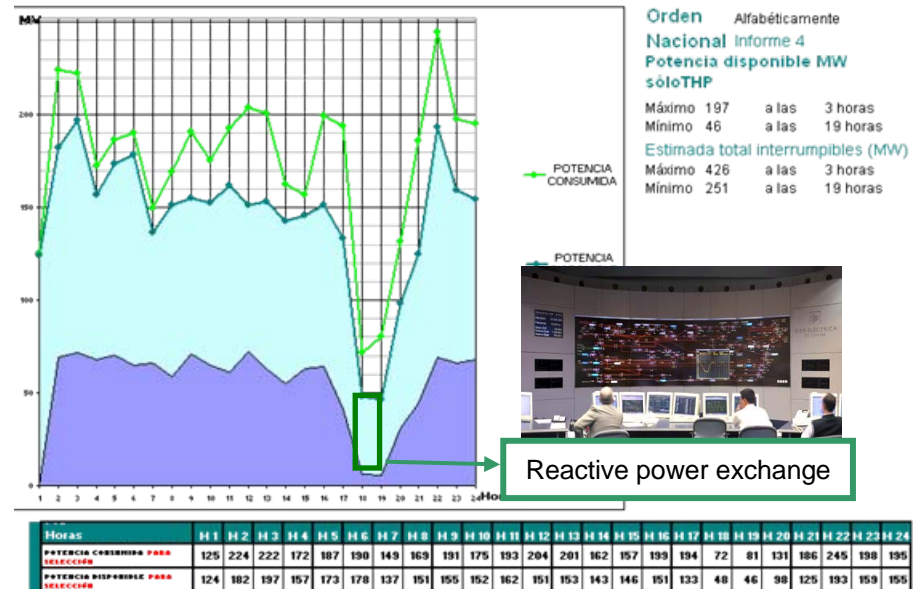 MW
Orden Alfabéticamente
Nacional Informe 4
Potencia disponible MW
sóloTHP
Máximo 197 a las 3 horas
Mínimo 46 a las 19 horas
Estimada total interrumpibles (MW)
Máximo 426 a las 3 horas
Mínimo 251 a las 19 horas
200
150
100
50
0
1 2 3 4 5 6 7 8 9 10 11 12 13 14 15 16 17 18 19 20 21 22 23 24
POTENCIA
CONSUMIDA
POTENCIA
Reactive power exchange
Horas H 1 H 2 H 3 H 4 H 5 H 6 H 7 H 8 H 9 H 10 H 11 H 12 H 13 H 14 H 15 H 16 H 17 H 18 H 19 H 20 H 21 H 22 H 23 H 24
POTENCIA CONSUMIDA PARA
SELECCIÓN
125 224 222 172 187 190 149 169 191 175 193 204 201 162 157 199 194 72 81 131 186 245 198 195
POTENCIA DISPONIBLE PARA
SELECCIÓN
124 182 197 157 173 178 137 151 155 152 162 151 153 143 146 151 133 48 46 98 125 193 159 155